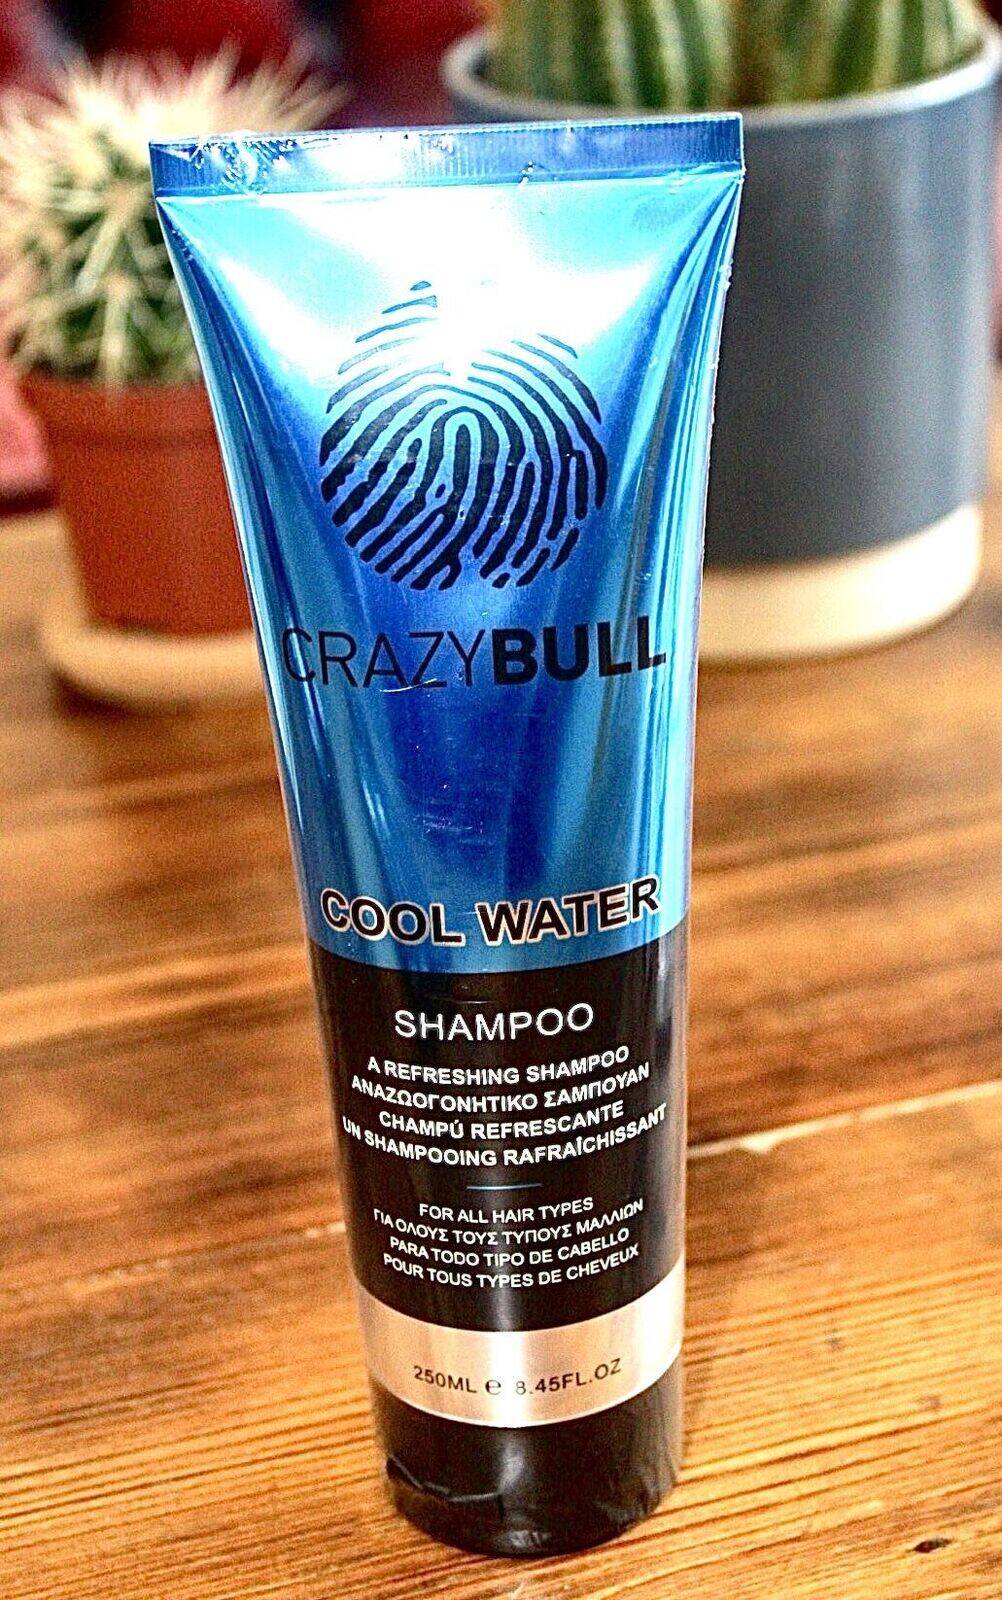 CRAZYBULL
COOL WATER
SHAMPOO
A REFRESHING SHAMPOO
ΑΝΑΖΩΟΓΟΝΗΤΙΚΟ ΣΑΜΠΟΥΑΝ
CHAMPÚ REFRESCANTE
UN SHAMPOOING RAFRAÎCHISSANT
FOR ALL HAIR TYPES
ΓΙΑ ΟΛΟΥΣ ΤΟΥΣ ΤΥΠΟΥΣ ΜΑΛΛΙΩΝ
PARA TODO TIPO DE CABELLO
POUR TOUS TYPES DE CHEVEUX
250ML ℮ 8.45FL.OZ